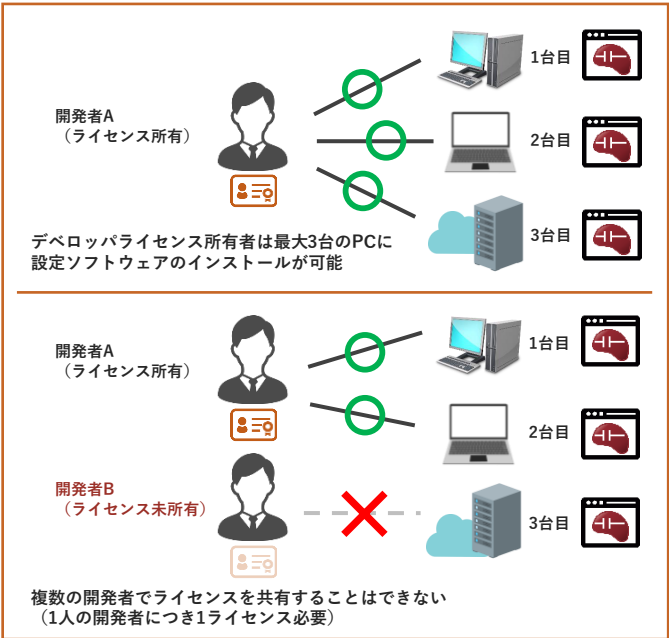 開発者A
（ライセンス所有）
1台目
2台目
3台目
デベロッパライセンス所有者は最大3台のPCに
設定ソフトウェアのインストールが可能
開発者A
（ライセンス所有）
1台目
2台目
開発者B
（ライセンス未所有）
3台目
複数の開発者でライセンスを共有することはできない
（1人の開発者につき1ライセンス必要）